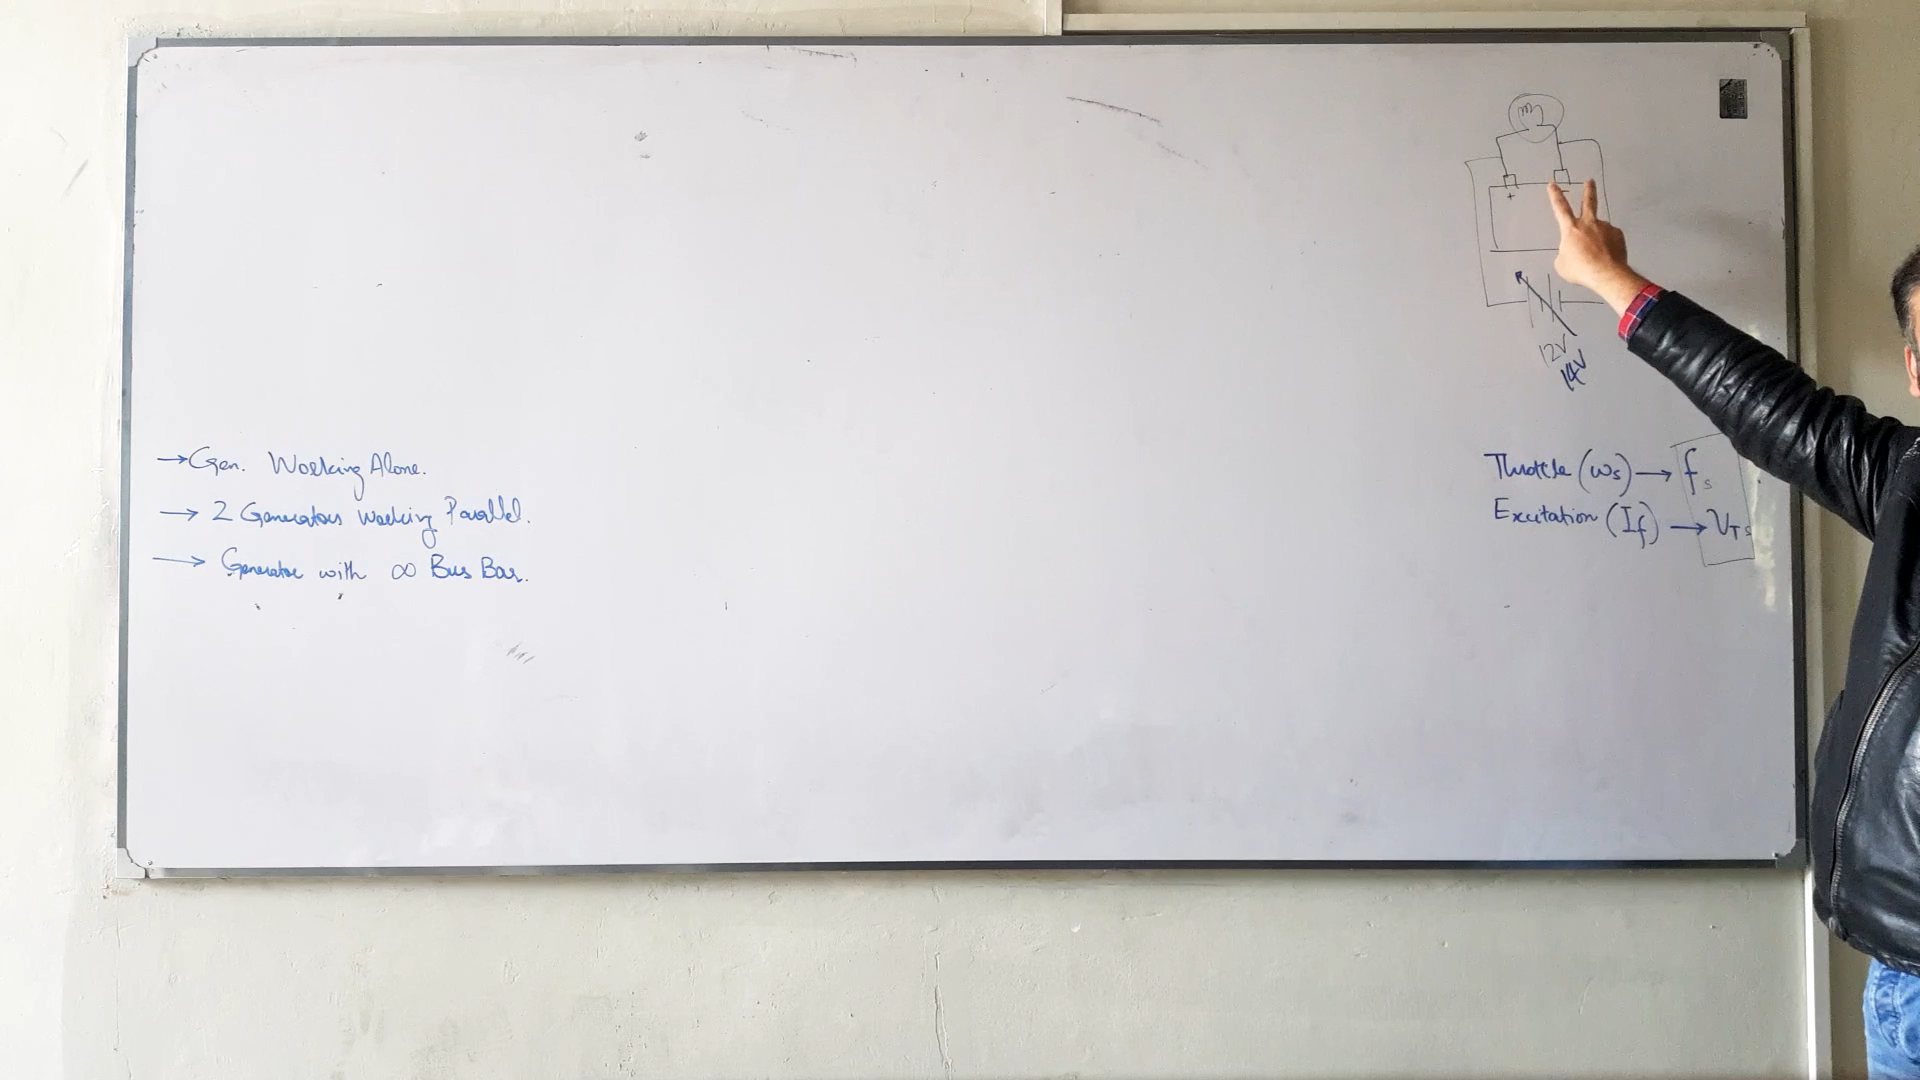 +
12V
14V
→ Gen. Working Alone.
→ 2 Generators Working Parallel.
→ Generator with ∞ Bus Bar.
Throttle (ωs) → fs
Excitation (If) → VTs